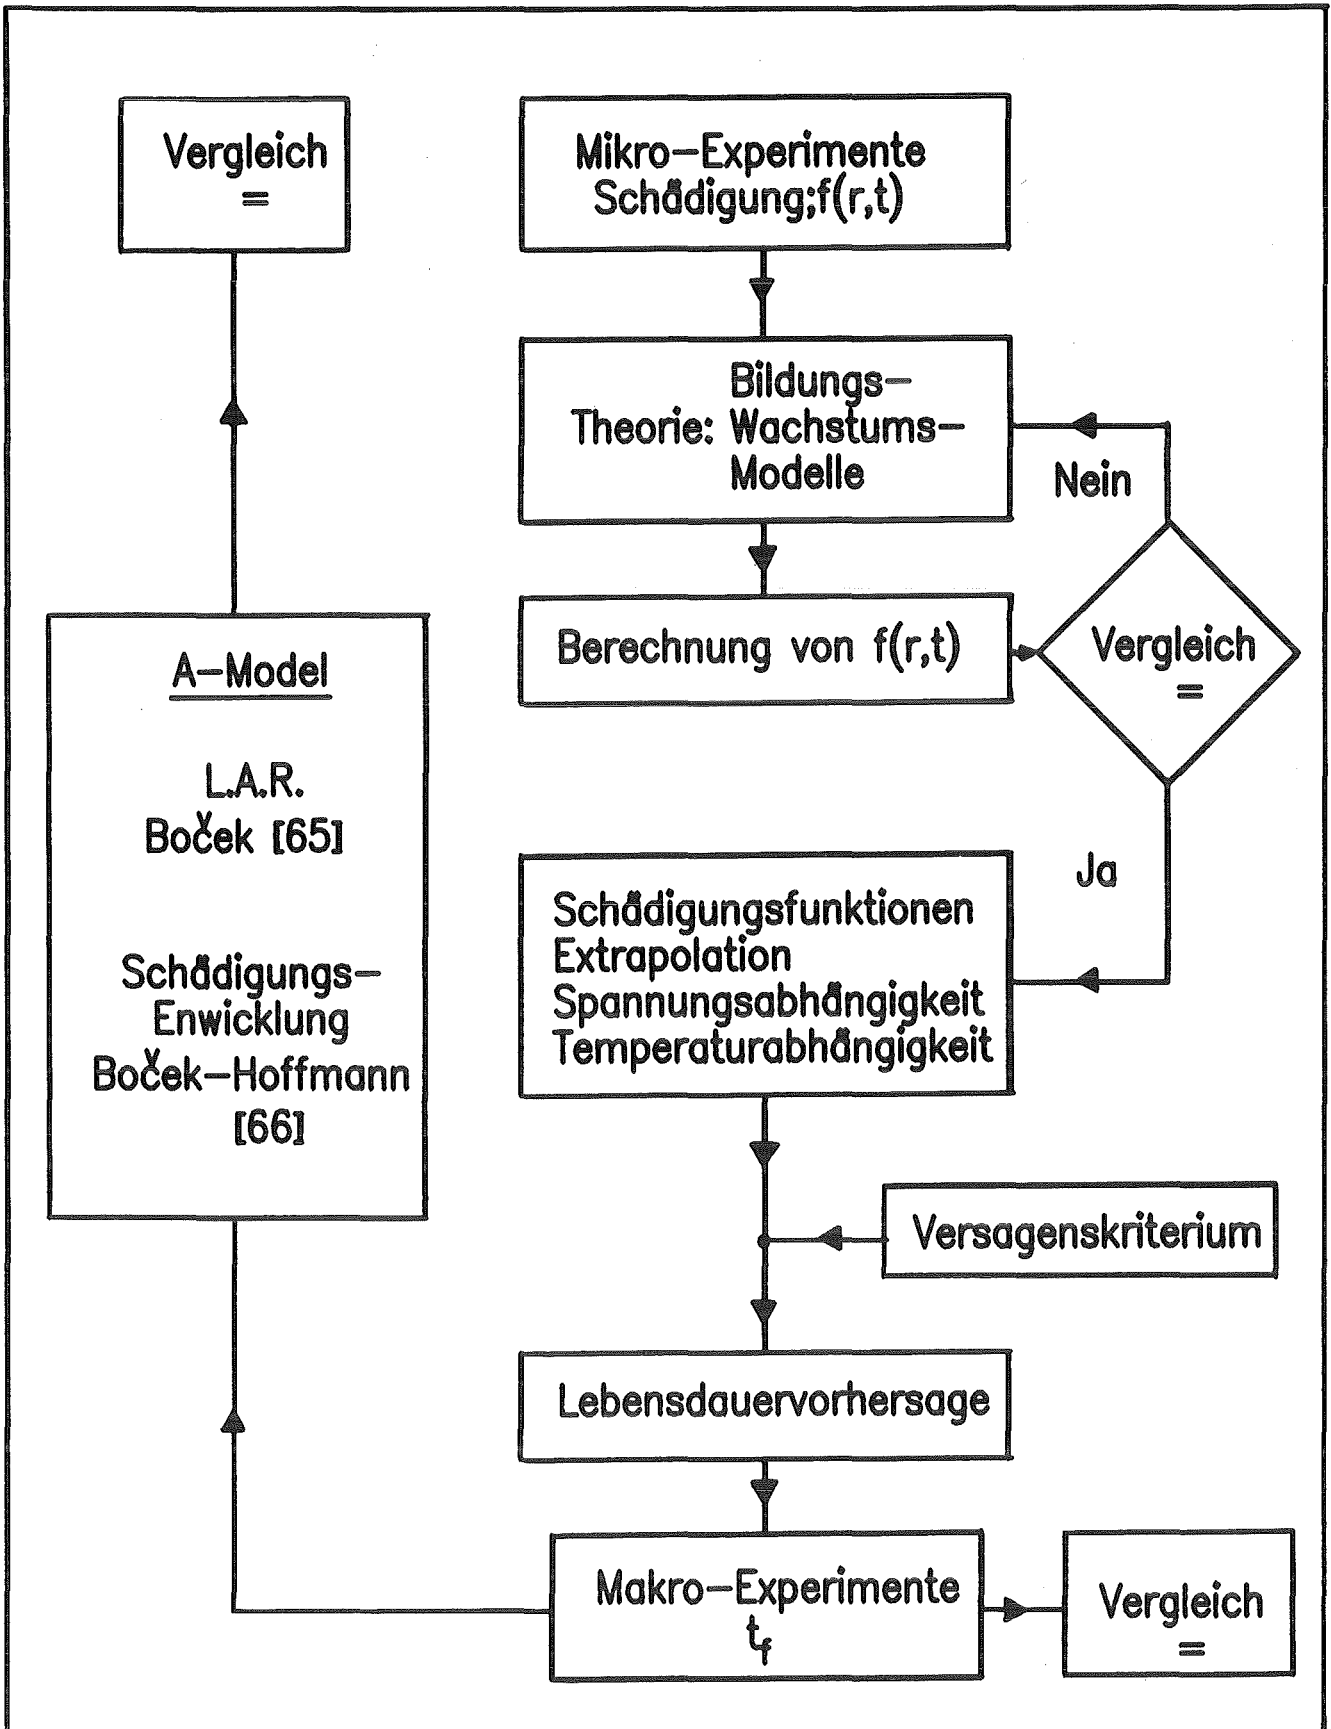 Vergleich
=
Mikro-Experimente
Schädigung;f(r,t)
Bildungs-
Theorie: Wachstums-
Modelle
Nein
Berechnung von f(r,t)
Vergleich
=
Ja
A-Model
L.A.R.
Boček [65]
Schädigungs-
Enwicklung
Boček-Hoffmann
[66]
Schädigungsfunktionen
Extrapolation
Spannungsabhängigkeit
Temperaturabhängigkeit
Versagenskriterium
Lebensdauervorhersage
Makro-Experimente
t_f
Vergleich
=